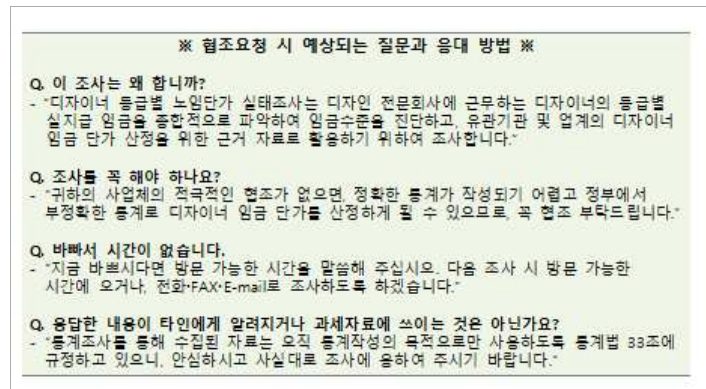 ※ 협조요청 시 예상되는 질문과 응대 방법 ※
Q. 이 조사는 왜 합니까?
- "디자이너 등급별 노임단가 실태조사는 디자인 전문회사에 근무하는 디자이너의 등급별
실지급 임금을 종합적으로 파악하여 임금수준을 진단하고, 유관기관 및 업계의 디자이너
임금 단가 산정을 위한 근거 자료로 활용하기 위하여 조사합니다."
Q. 조사를 꼭 해야 하나요?
- "귀하의 사업체의 적극적인 협조가 없으면, 정확한 통계가 작성되기 어렵고 정부에서
부정확한 통계로 디자이너 임금 단가를 산정하게 될 수 있으므로, 꼭 협조 부탁드립니다."
Q. 바빠서 시간이 없습니다.
- "지금 바쁘시다면 방문 가능한 시간을 말씀해 주십시오. 다음 조사 시 방문 가능한
시간에 오거나, 전화·FAX·E-mail로 조사하도록 하겠습니다."
Q. 응답한 내용이 타인에게 알려지거나 과세자료에 쓰이는 것은 아닌가요?
- "통계조사를 통해 수집된 자료는 오직 통계작성의 목적으로만 사용하도록 통계법 33조에
규정하고 있으니, 안심하시고 사실대로 조사에 응하여 주시기 바랍니다."